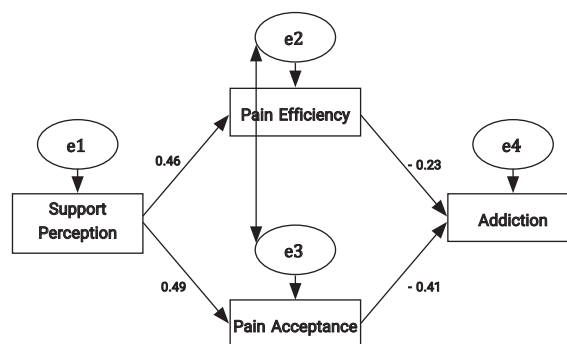 e2
Pain Efficiency
e1
0.46
- 0.23
e4
Support
Perception
Addiction
e3
0.49
- 0.41
Pain Acceptance